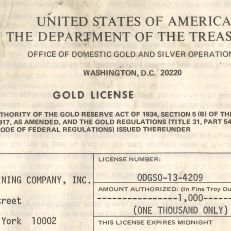 UNITED STATES OF AMERICA
THE DEPARTMENT OF THE TREAS
OFFICE OF DOMESTIC GOLD AND SILVER OPERATION
WASHINGTON, D.C. 20220
GOLD LICENSE
THORITY OF THE GOLD RESERVE ACT OF 1934, SECTION 5 (B) OF THE
917, AS AMENDED, AND THE GOLD REGULATIONS (TITLE 31, PART 54
ODE OF FEDERAL REGULATIONS) ISSUED THEREUNDER
LICENSE NUMBER:
ODGSO-13-4209
NING COMPANY, INC.
AMOUNT AUTHORIZED: (In Fine Troy Ou
treet
1,000
(ONE THOUSAND ONLY)
York 10002
THIS LICENSE EXPIRES MIDNIGHT